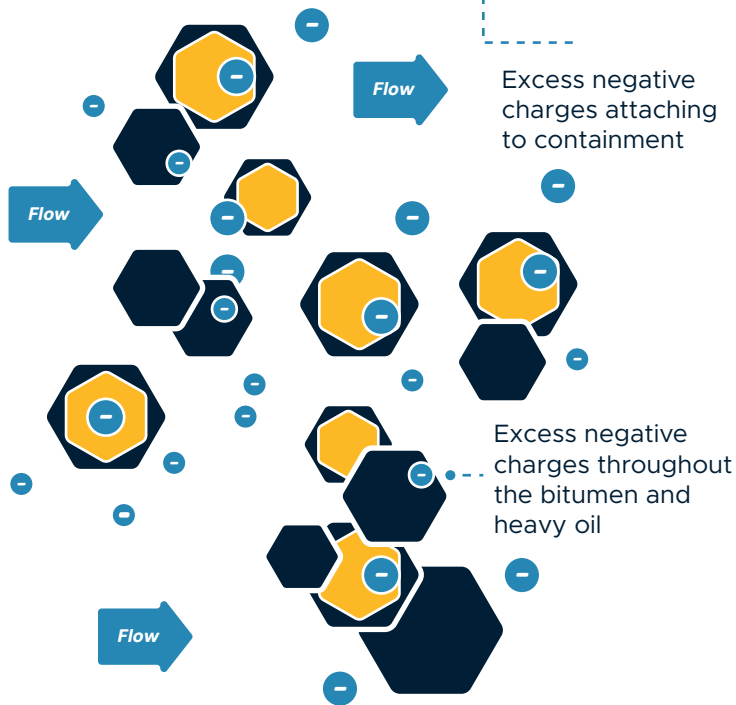 Flow
Excess negative
charges attaching
to containment
Flow
Excess negative
charges throughout
the bitumen and
heavy oil
Flow